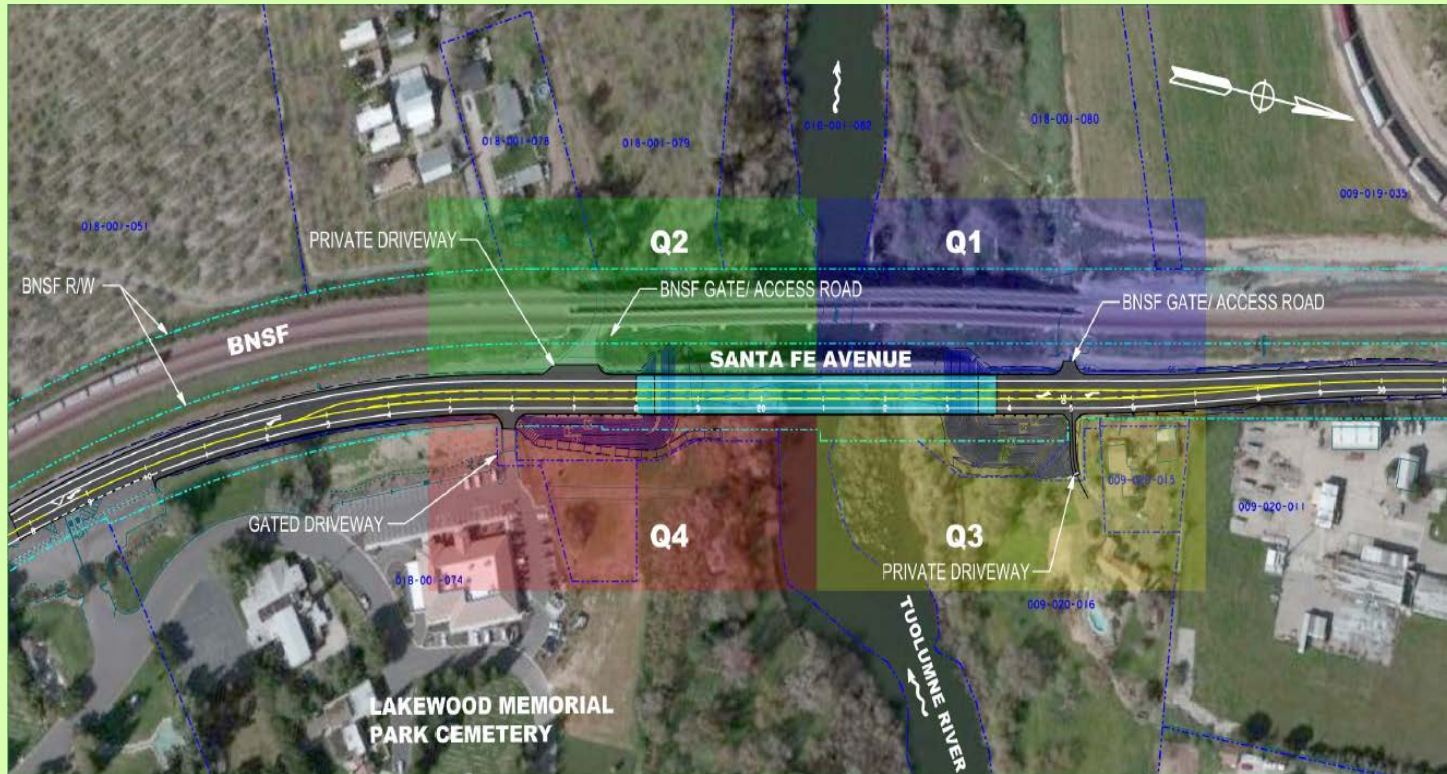 018-001-078
018-001-079
018-001-082
018-001-080
009-019-035
018-001-051
PRIVATE DRIVEWAY
Q2
Q1
BNSF R/W
BNSF GATE/ ACCESS ROAD
BNSF GATE/ ACCESS ROAD
BNSF
SANTA FE AVENUE
GATED DRIVEWAY
Q4
Q3
009-020-015
009-020-011
PRIVATE DRIVEWAY
018-001-074
009-020-016
TUOLUMNE RIVER
LAKEWOOD MEMORIAL
PARK CEMETERY